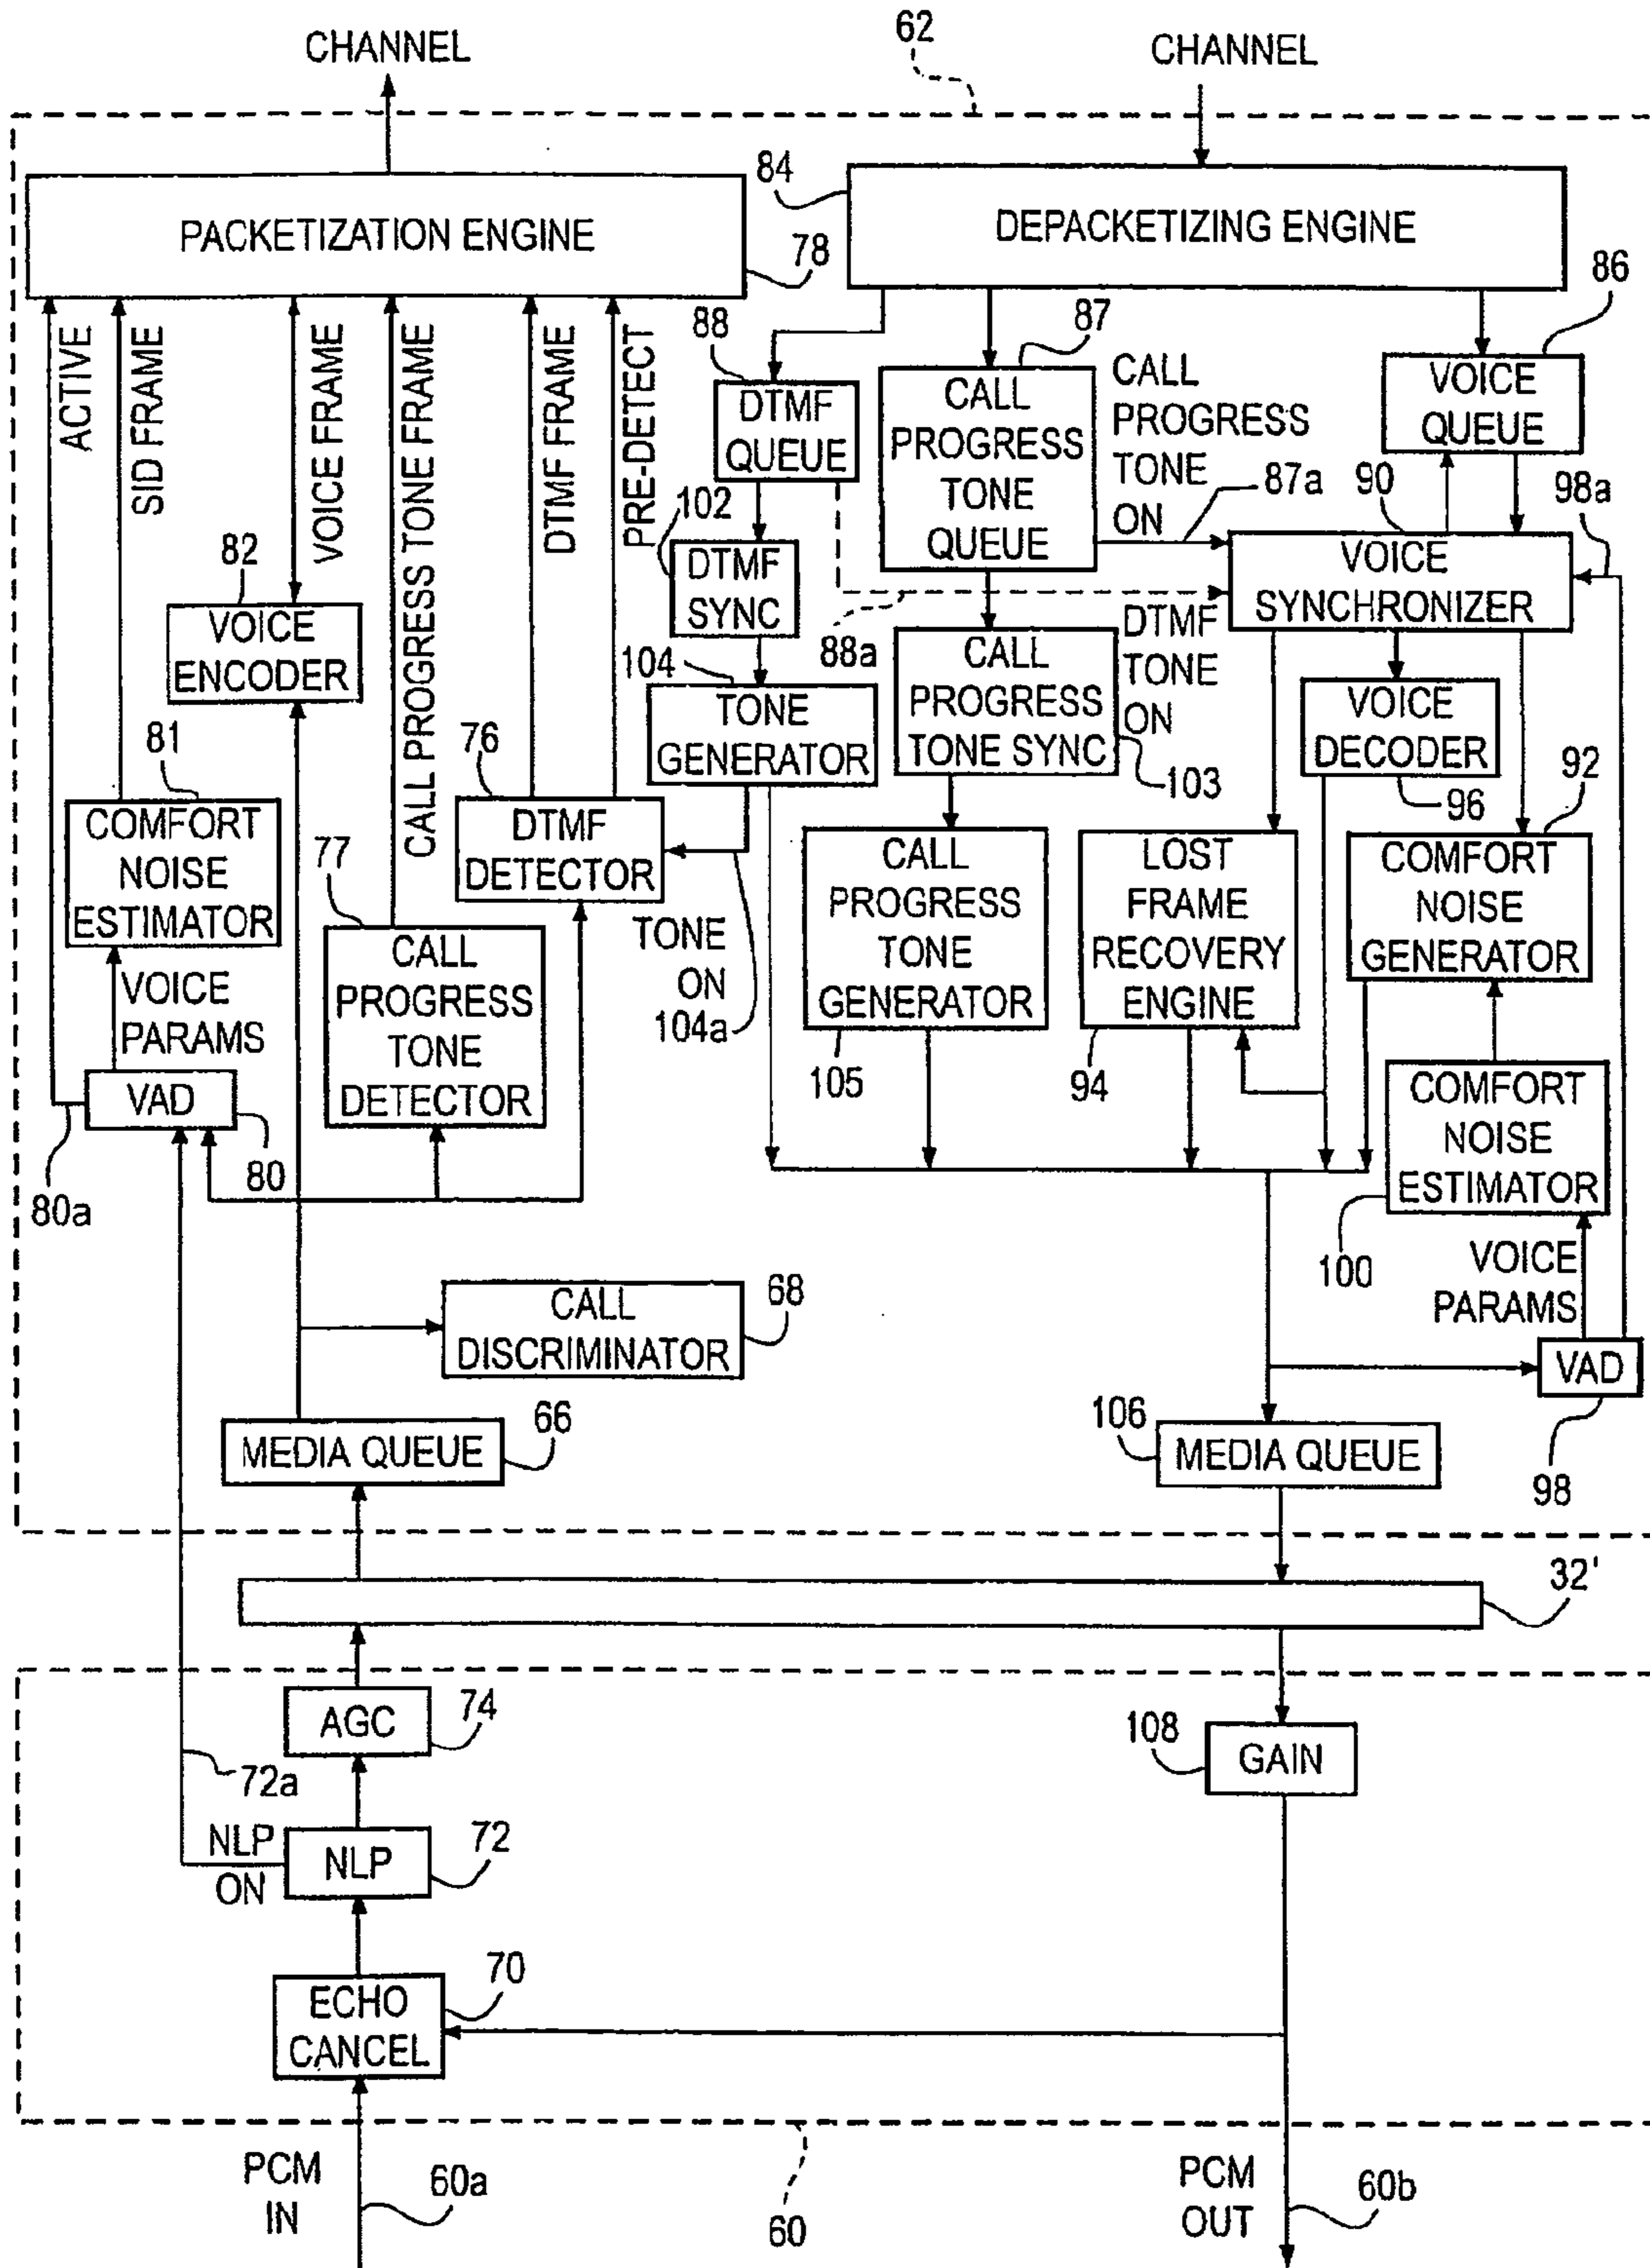 62
CHANNEL
CHANNEL
84
PACKETIZATION ENGINE
78
DEPACKETIZING ENGINE
86
ACTIVE
SID FRAME
VOICE FRAME
CALL PROGRESS TONE FRAME
DTMF FRAME
PRE-DETECT
88
DTMF
QUEUE
87
CALL
PROGRESS
TONE
QUEUE
CALL
PROGRESS
TONE
ON
87a
VOICE
QUEUE
90
98a
102
DTMF
SYNC
88a
VOICE
SYNCHRONIZER
82
VOICE
ENCODER
104
TONE
GENERATOR
CALL
PROGRESS
TONE SYNC
103
DTMF
TONE
ON
VOICE
DECODER
96
92
81
COMFORT
NOISE
ESTIMATOR
76
DTMF
DETECTOR
TONE
ON
104a
CALL
PROGRESS
TONE
GENERATOR
105
LOST
FRAME
RECOVERY
ENGINE
94
COMFORT
NOISE
GENERATOR
77
CALL
PROGRESS
TONE
DETECTOR
VOICE
PARAMS
VAD
80
80a
COMFORT
NOISE
ESTIMATOR
100
VOICE
PARAMS
CALL
DISCRIMINATOR
68
VAD
98
MEDIA QUEUE
66
106
MEDIA QUEUE
32'
AGC
74
108
GAIN
72a
NLP
ON
NLP
72
ECHO
CANCEL
70
PCM
IN
60a
60
PCM
OUT
60b